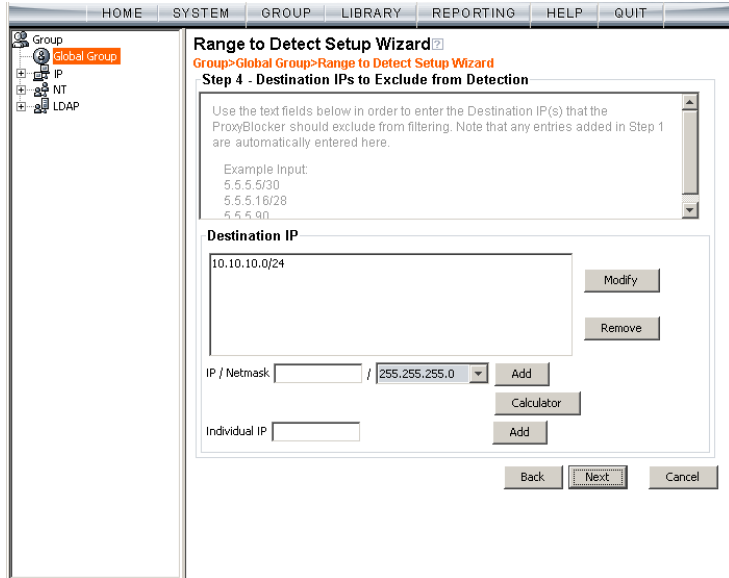 HOME SYSTEM GROUP LIBRARY REPORTING HELP QUIT
Group
Global Group
IP
NT
LDAP
Range to Detect Setup Wizard?
Group>Global Group>Range to Detect Setup Wizard
Step 4 - Destination IPs to Exclude from Detection
Use the text fields below in order to enter the Destination IP(s) that the
ProxyBlocker should exclude from filtering. Note that any entries added in Step 1
are automatically entered here.
Example Input:
5.5.5.5/30
5.5.5.16/28
5.5.5.90
Destination IP
10.10.10.0/24
Modify
Remove
IP / Netmask / 255.255.255.0 Add
Calculator
Individual IP Add
Back Next Cancel